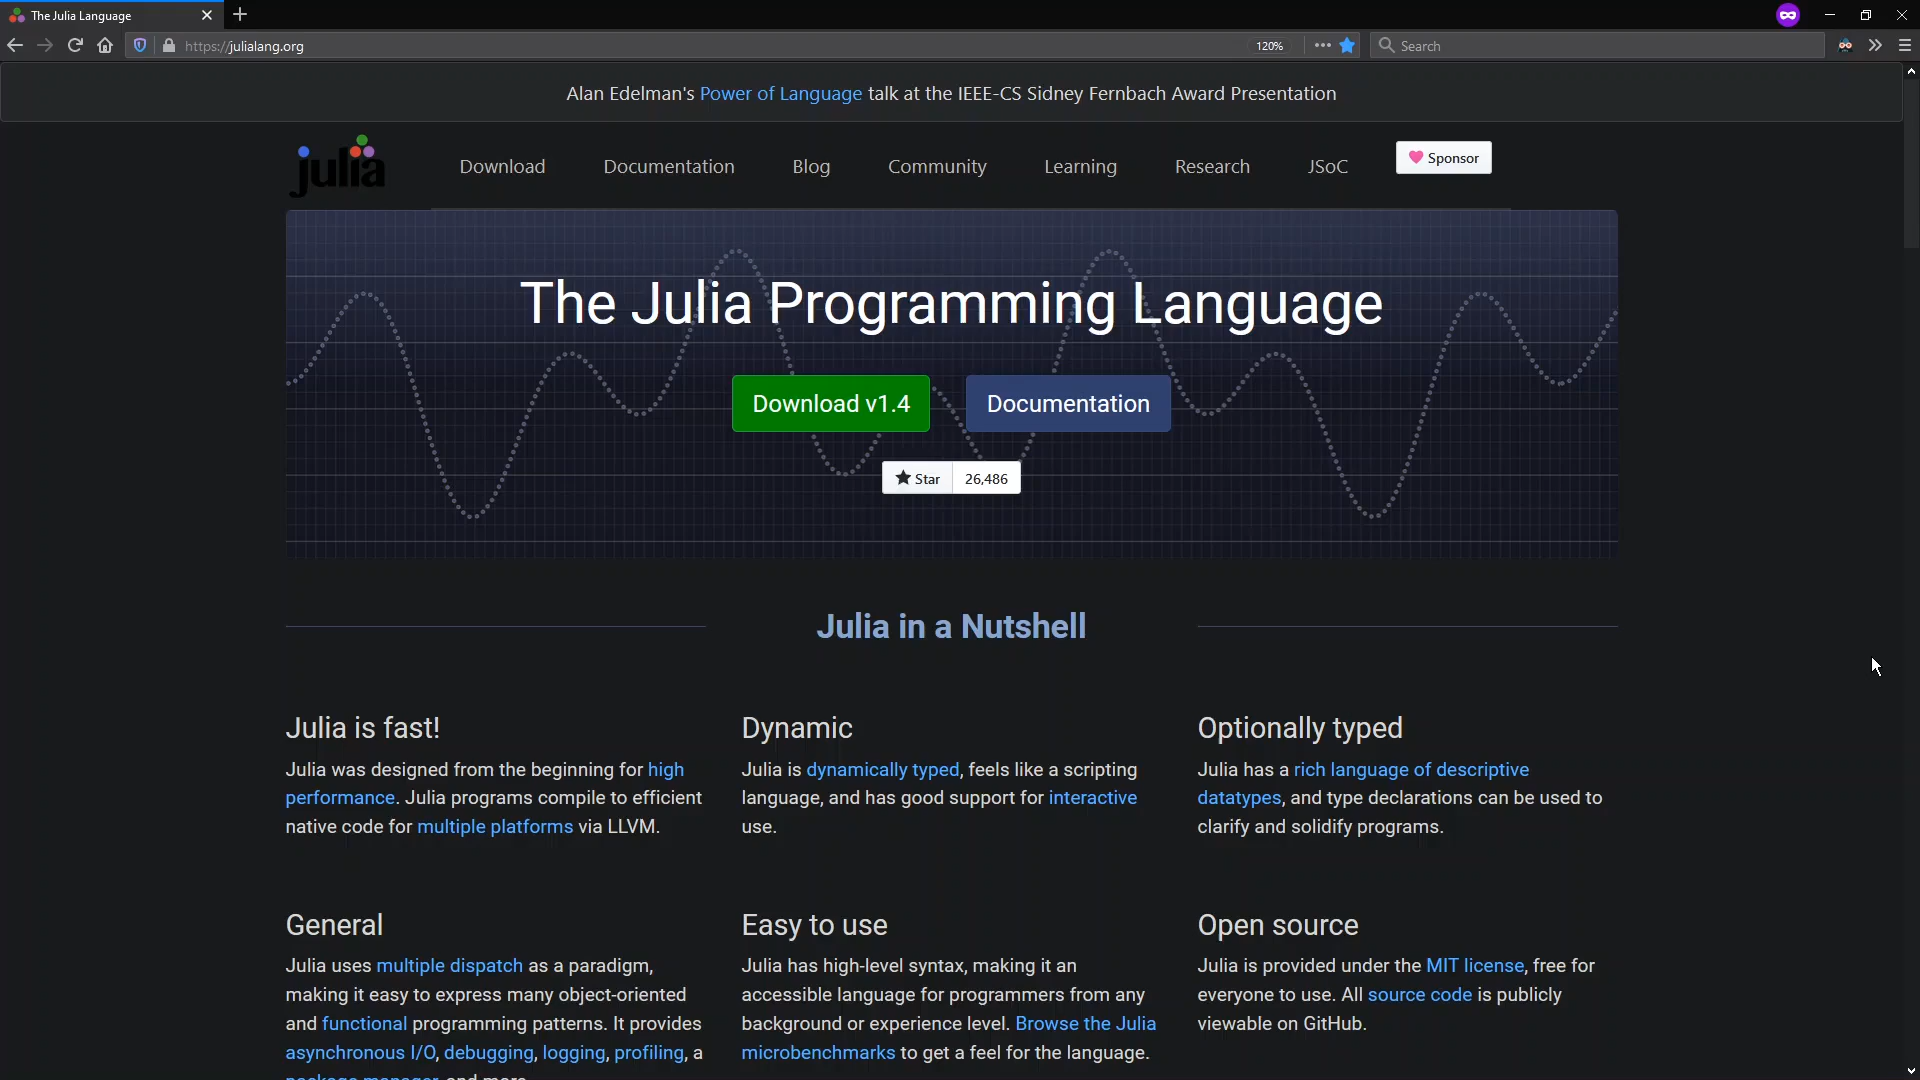 The Julia Language
https://julialang.org
120%
Search
Alan Edelman's Power of Language talk at the IEEE-CS Sidney Fernbach Award Presentation
julia
Download Documentation Blog Community Learning Research JSoC Sponsor
The Julia Programming Language
Download v1.4 Documentation
Star 26,486
Julia in a Nutshell
Julia is fast!
Julia was designed from the beginning for high
performance. Julia programs compile to efficient
native code for multiple platforms via LLVM.
Dynamic
Julia is dynamically typed, feels like a scripting
language, and has good support for interactive
use.
Optionally typed
Julia has a rich language of descriptive
datatypes, and type declarations can be used to
clarify and solidify programs.
General
Julia uses multiple dispatch as a paradigm,
making it easy to express many object-oriented
and functional programming patterns. It provides
asynchronous I/O, debugging, logging, profiling, a
package manager, and more.
Easy to use
Julia has high-level syntax, making it an
accessible language for programmers from any
background or experience level. Browse the Julia
microbenchmarks to get a feel for the language.
Open source
Julia is provided under the MIT license, free for
everyone to use. All source code is publicly
viewable on GitHub.